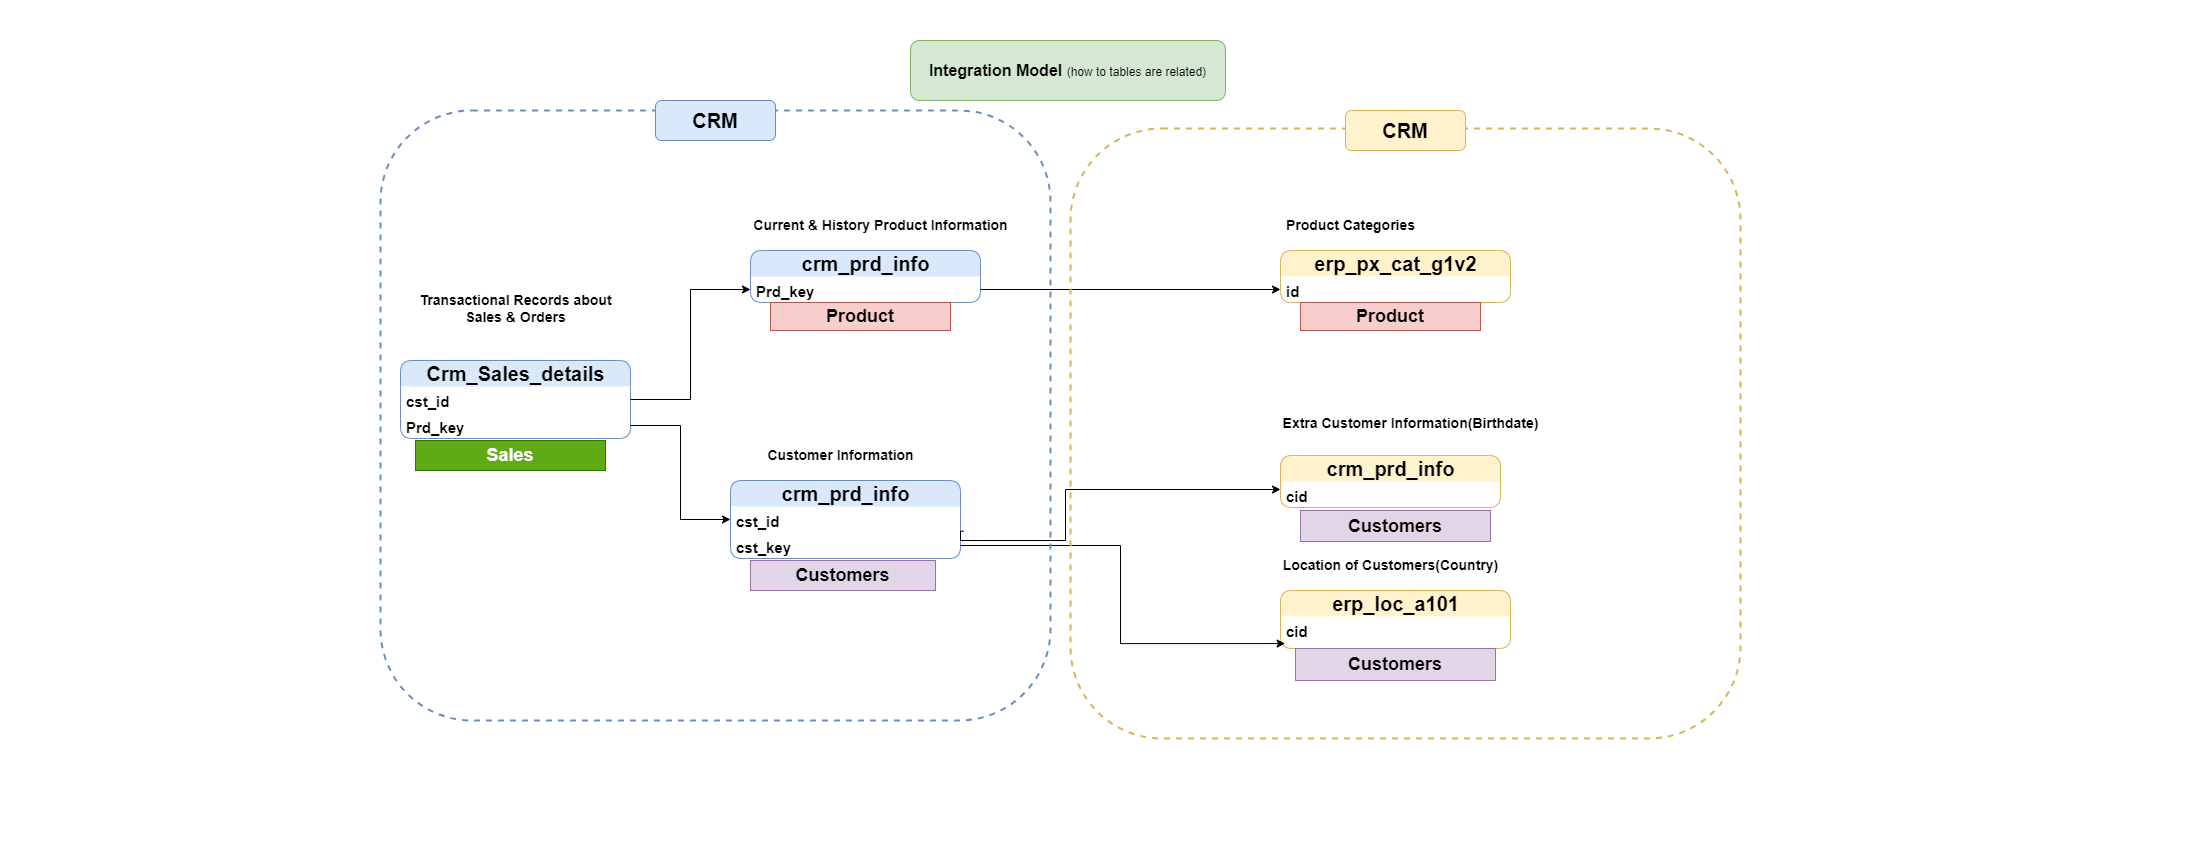 Integration Model (how to tables are related)
CRM
Transactional Records about
Sales & Orders
Crm_Sales_details
cst_id
Prd_key
Sales
Current & History Product Information
crm_prd_info
Prd_key
Product
Customer Information
crm_prd_info
cst_id
cst_key
Customers
CRM
Product Categories
erp_px_cat_g1v2
id
Product
Extra Customer Information(Birthdate)
crm_prd_info
cid
Customers
Location of Customers(Country)
erp_loc_a101
cid
Customers